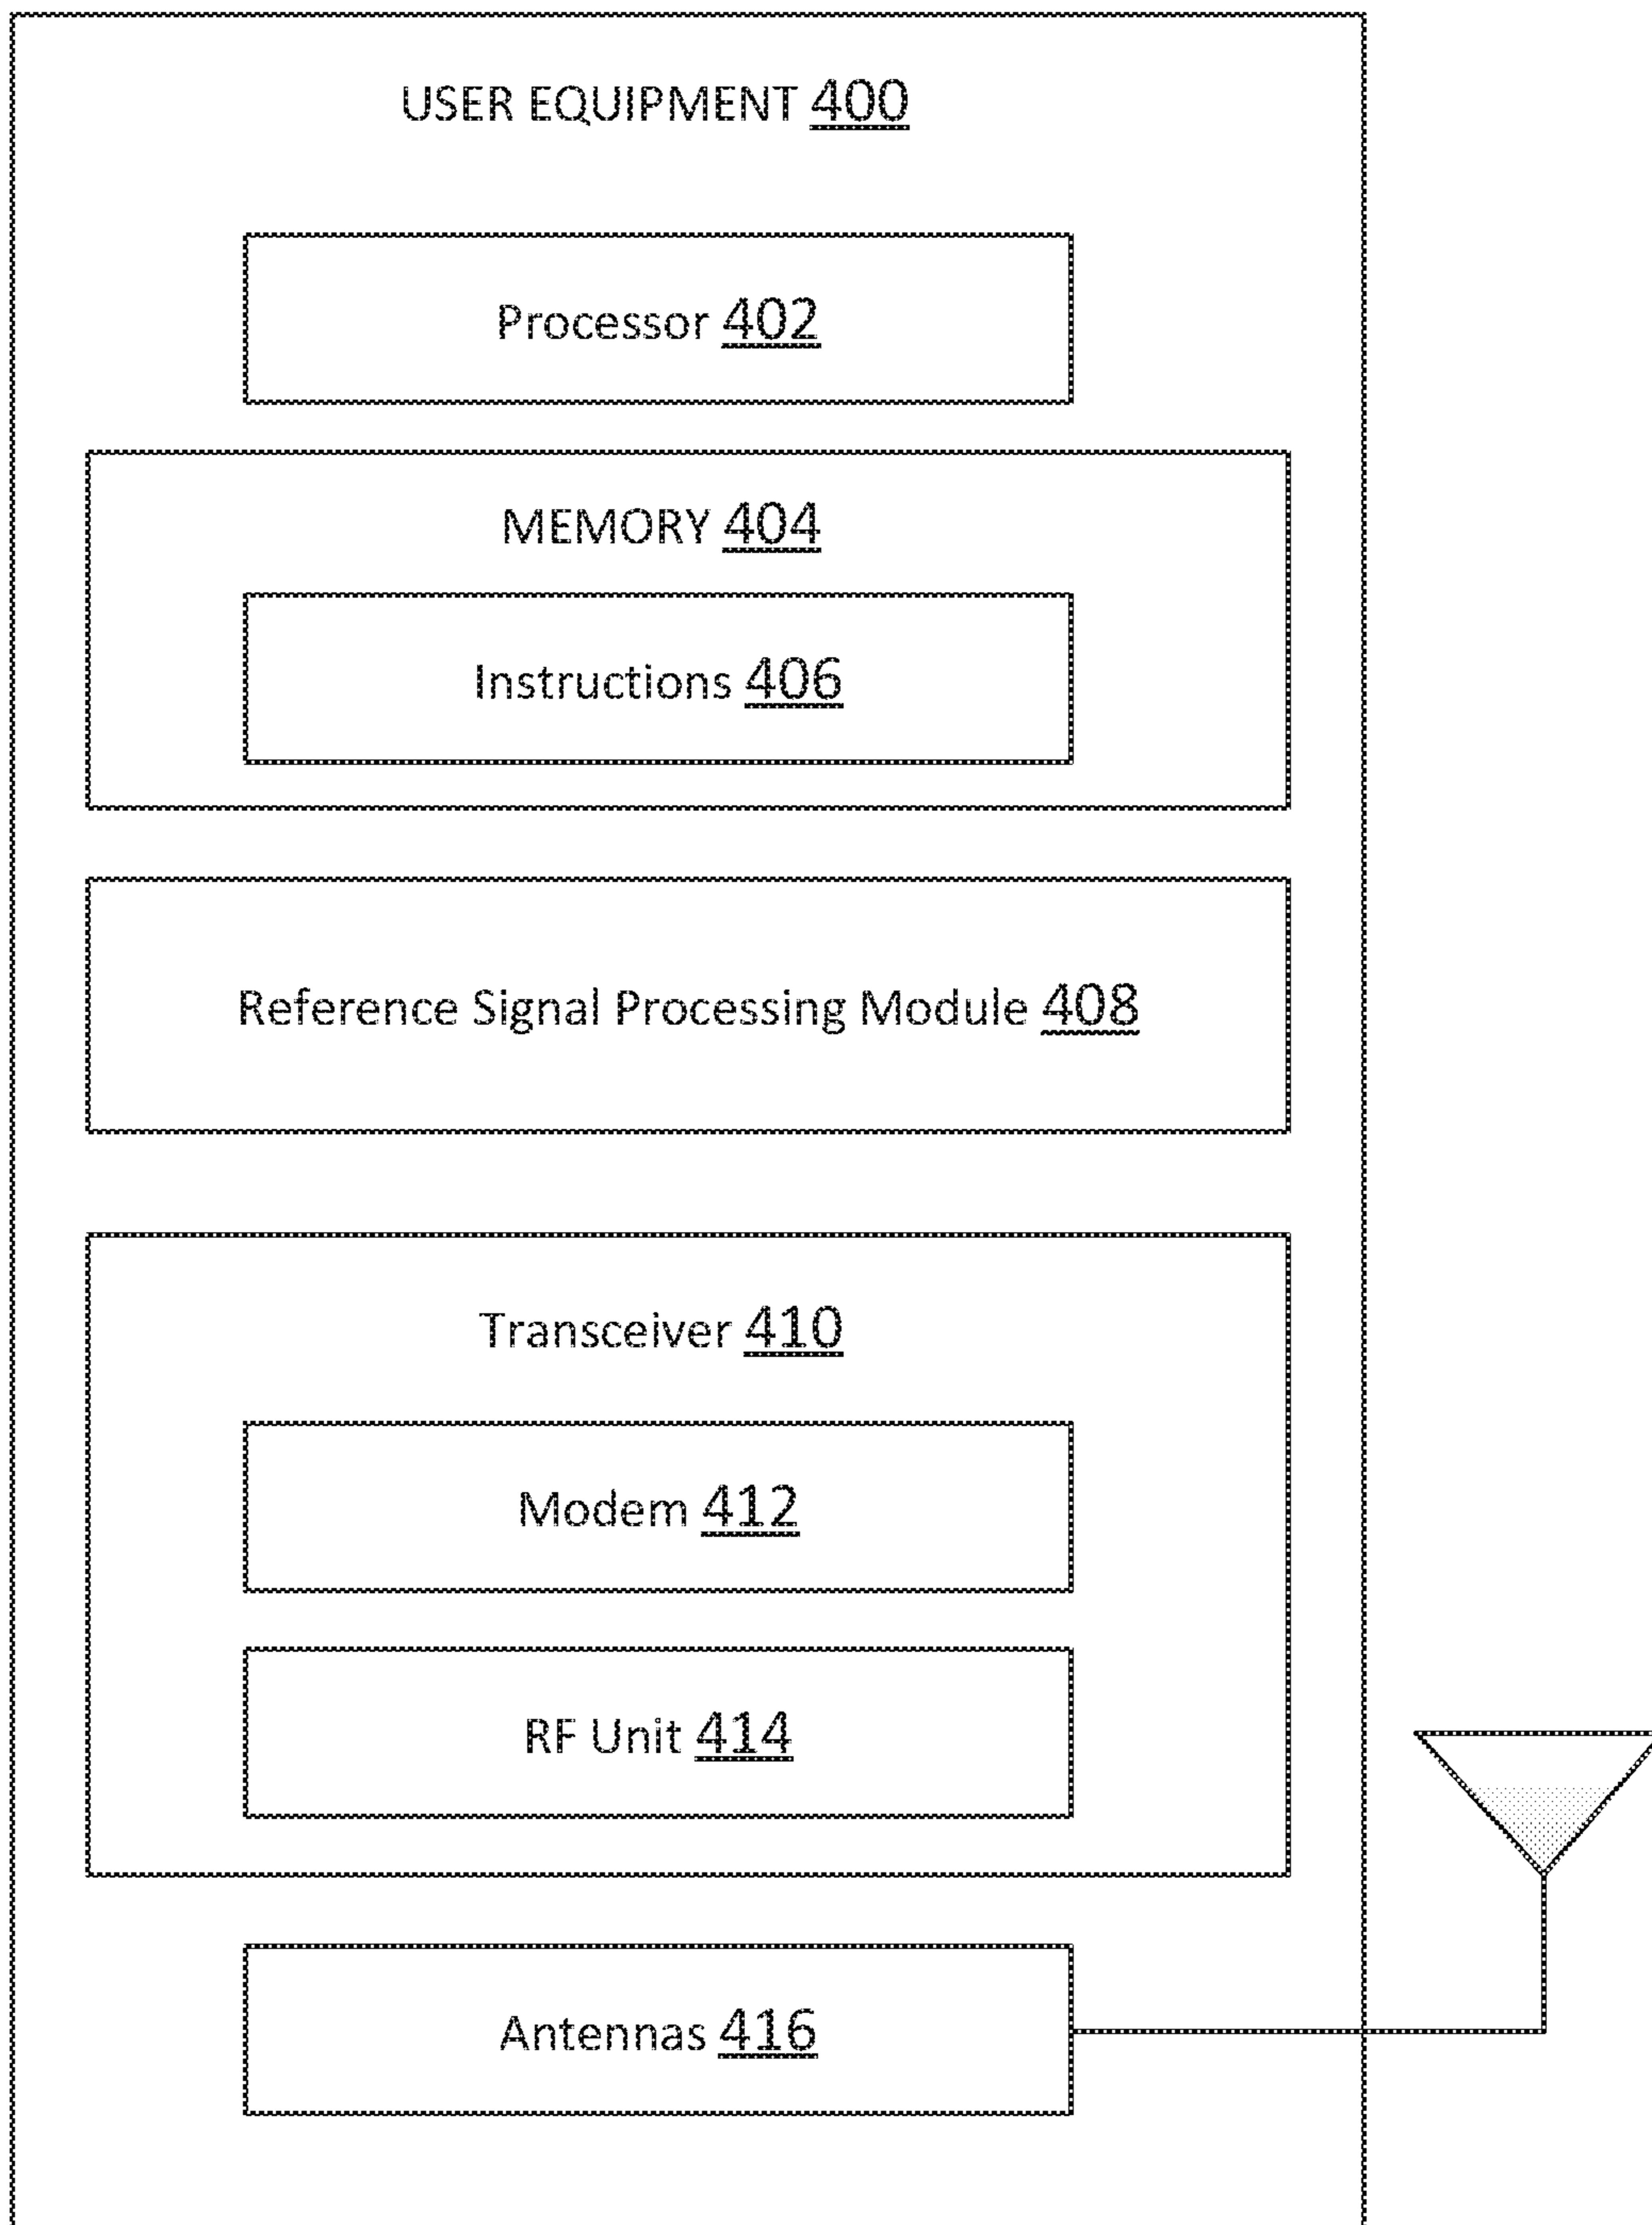 USER EQUIPMENT 400
Processor 402
MEMORY 404
Instructions 406
Reference Signal Processing Module 408
Transceiver 410
Modem 412
RF Unit 414
Antennas 416